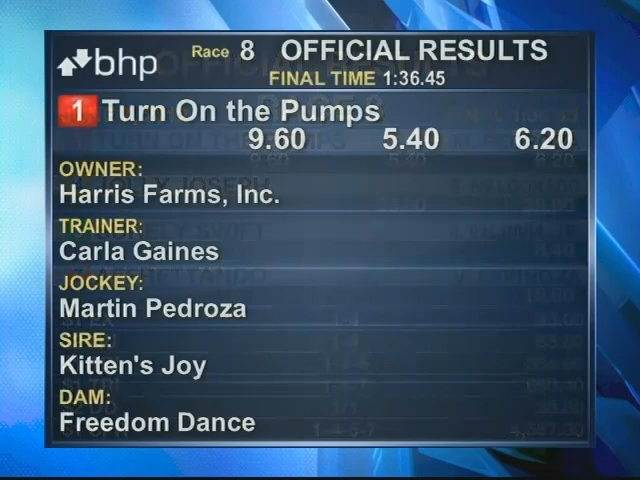 bhp
Race 8 OFFICIAL RESULTS
FINAL TIME 1:36.45
1 Turn On the Pumps
9.60 5.40 6.20
OWNER:
Harris Farms, Inc.
TRAINER:
Carla Gaines
JOCKEY:
Martin Pedroza
SIRE:
Kitten's Joy
DAM:
Freedom Dance